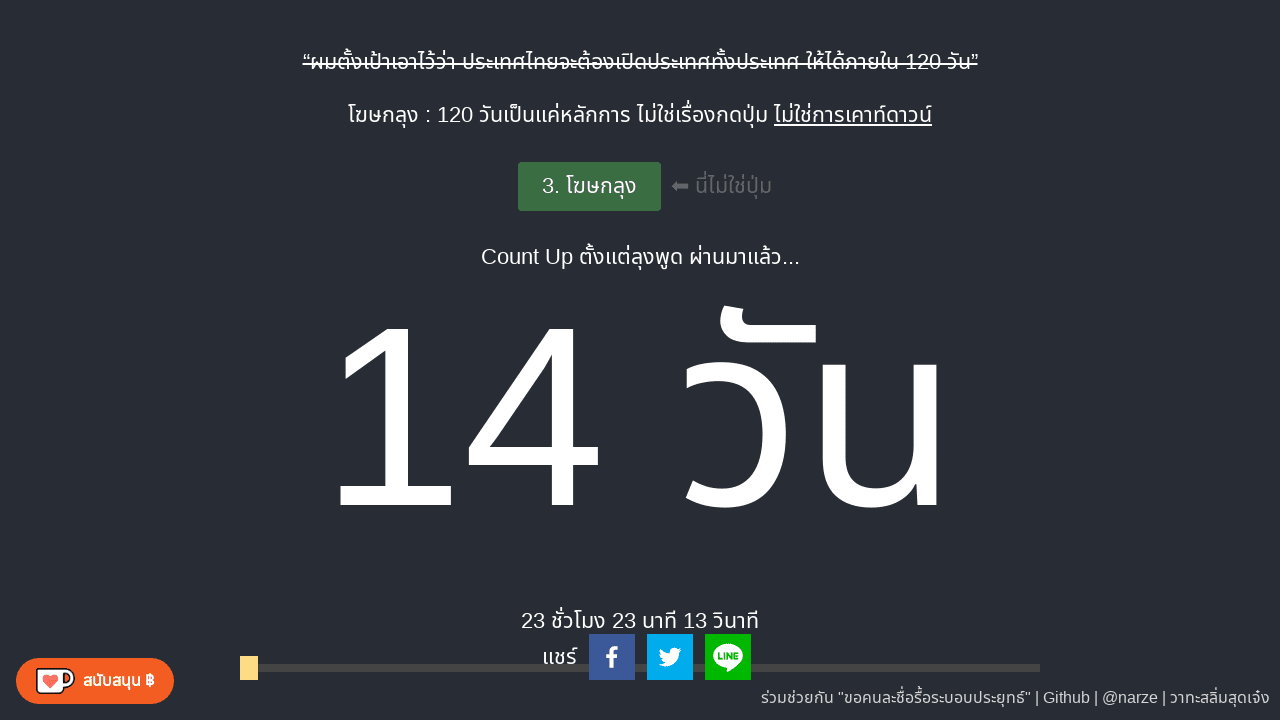 “ผมตั้งเป้าเอาไว้ว่า ประเทศไทยจะต้องเปิดประเทศทั้งประเทศ ให้ได้ภายใน 120 วัน”
โฆษกลุง : 120 วันเป็นแค่หลักการ ไม่ใช่เรื่องกดปุ่ม ไม่ใช่การเคาท์ดาวน์
3. โฆษกลุง ⬅ นี่ไม่ใช่ปุ่ม
Count Up ตั้งแต่ลุงพูด ผ่านมาแล้ว...
14 วัน
23 ชั่วโมง 23 นาที 13 วินาที
แชร์ LINE
สนับสนุน ฿
ร่วมช่วยกัน "ขอคนละชื่อรื้อระบอบประยุทธ์" | Github | @narze | วาทะสลิ่มสุดเจ๋ง